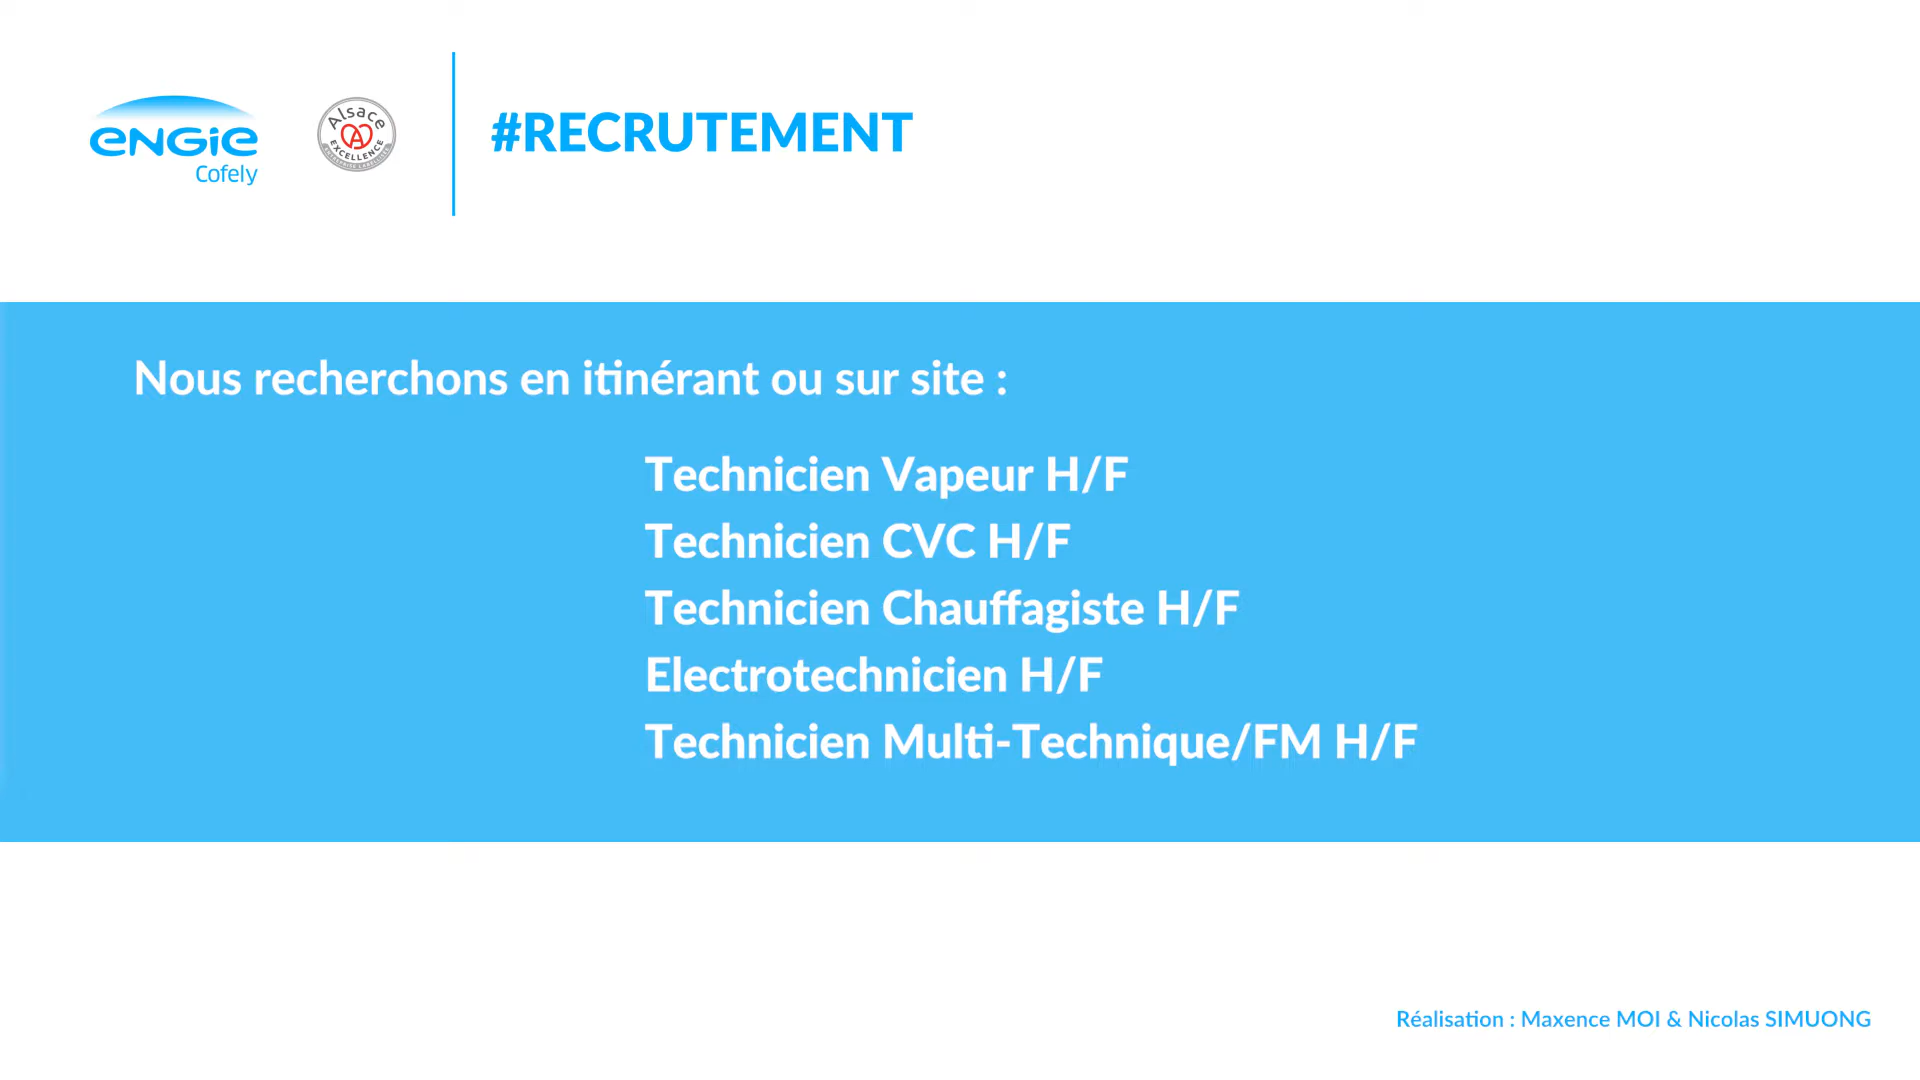 ENGIE
Cofely
Alsace
EXCELLENCE
#RECRUTEMENT
Nous recherchons en itinérant ou sur site :
Technicien Vapeur H/F
Technicien CVC H/F
Technicien Chauffagiste H/F
Electrotechnicien H/F
Technicien Multi-Technique/FM H/F
Réalisation : Maxence MOI & Nicolas SIMUONG